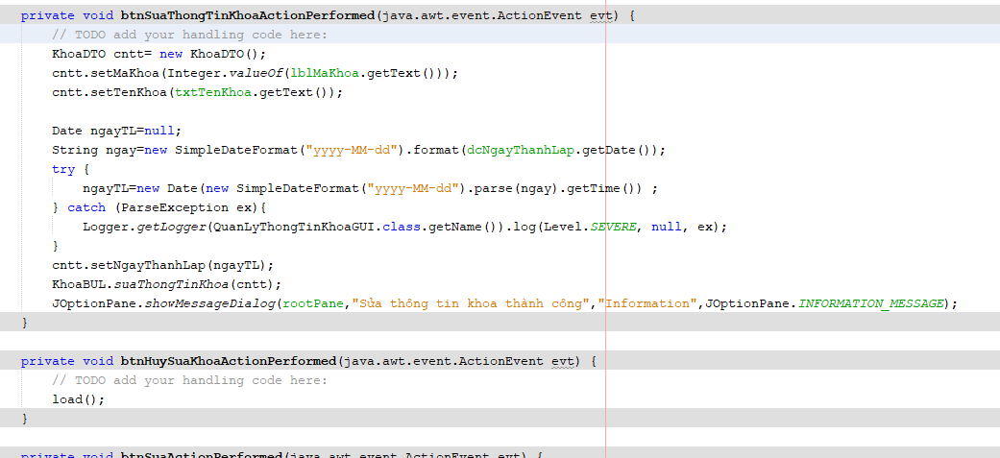 private void btnSuaThongTinKhoaActionPerformed(java.awt.event.ActionEvent evt) {
// TODO add your handling code here:
KhoaDTO cntt= new KhoaDTO();
cntt.setMaKhoa(Integer.valueOf(lblMaKhoa.getText()));
cntt.setTenKhoa(txtTenKhoa.getText());
Date ngayTL=null;
String ngay=new SimpleDateFormat("yyyy-MM-dd").format(dcNgayThanhLap.getDate());
try {
ngayTL=new Date(new SimpleDateFormat("yyyy-MM-dd").parse(ngay).getTime()) ;
} catch (ParseException ex){
Logger.getLogger(QuanLyThongTinKhoaGUI.class.getName()).log(Level.SEVERE, null, ex);
}
cntt.setNgayThanhLap(ngayTL);
KhoaBUL.suaThongTinKhoa(cntt);
JOptionPane.showMessageDialog(rootPane,"Sửa thông tin khoa thành công","Information",JOptionPane.INFORMATION_MESSAGE);
}
private void btnHuySuaKhoaActionPerformed(java.awt.event.ActionEvent evt) {
// TODO add your handling code here:
load();
}
private void btnSuaActionPerformed(java.awt.event.ActionEvent evt) {